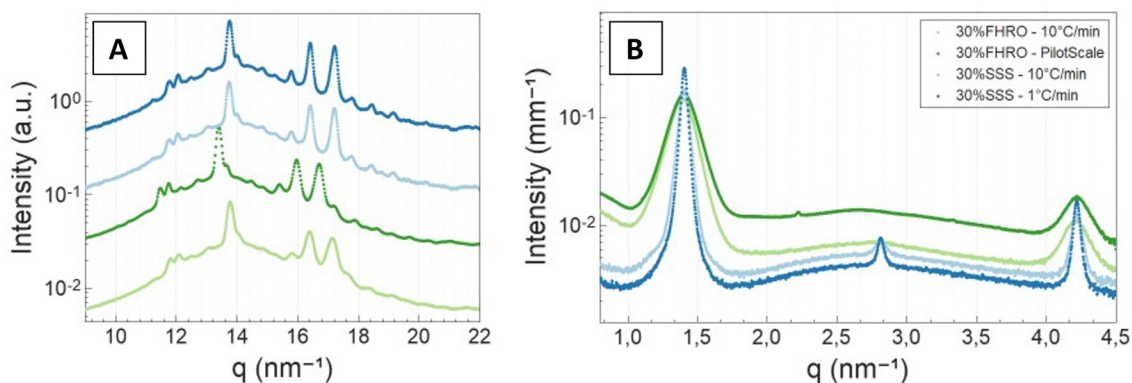 A
Intensity (a.u.)
10⁰
10⁻¹
10⁻²
10 12 14 16 18 20 22
q (nm⁻¹)
B
30%FHRO - 10°C/min
30%FHRO - PilotScale
30%SSS - 10°C/min
30%SSS - 1°C/min
Intensity (mm⁻¹)
10⁻¹
10⁻²
1,0 1,5 2,0 2,5 3,0 3,5 4,0 4,5
q (nm⁻¹)